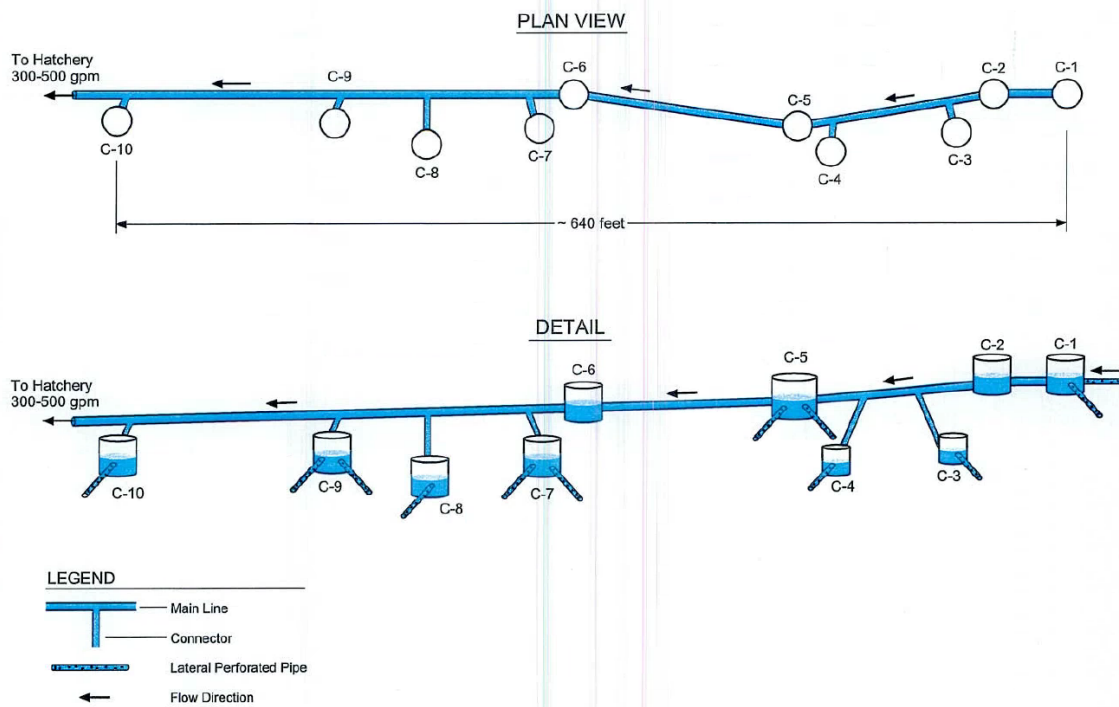 PLAN VIEW
To Hatchery
300-500 gpm
C-9
C-6
C-2
C-1
C-5
C-10
C-8
C-7
C-4
C-3
~ 640 feet
DETAIL
To Hatchery
300-500 gpm
C-6
C-5
C-2
C-1
C-10
C-9
C-8
C-7
C-4
C-3
LEGEND
Main Line
Connector
Lateral Perforated Pipe
Flow Direction